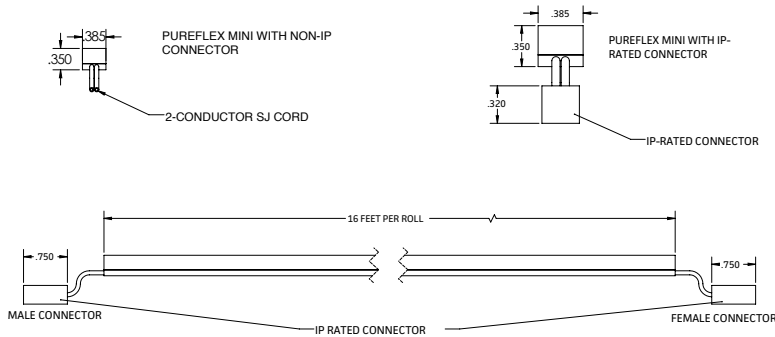 .385
.350
PUREFLEX MINI WITH NON-IP
CONNECTOR
2-CONDUCTOR SJ CORD
.385
.350
PUREFLEX MINI WITH IP-
RATED CONNECTOR
.320
IP-RATED CONNECTOR
16 FEET PER ROLL
.750
.750
MALE CONNECTOR
FEMALE CONNECTOR
IP RATED CONNECTOR